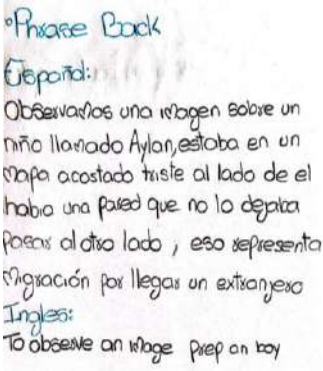 °Phrase Back
Español:
Observamos una imagen sobre un
niño llamado Aylan, estaba en un
mapa acostado triste al lado de el
habia una pared que no lo dejaba
pasar al otro lado, eso representa
Migración por llegar un extranjero
Ingles:
To observe an image prep on boy